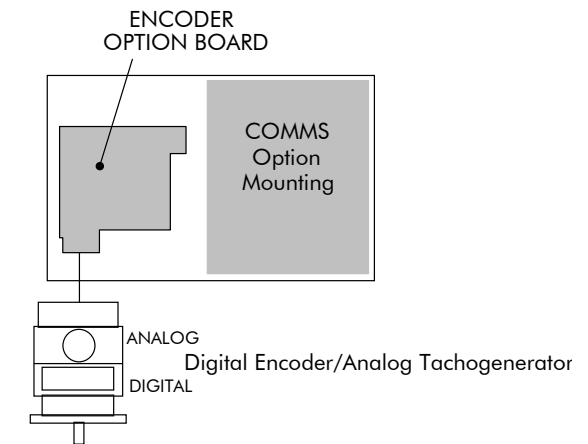 ENCODER
OPTION BOARD
COMMS
Option
Mounting
ANALOG
Digital Encoder/Analog Tachogenerator
DIGITAL